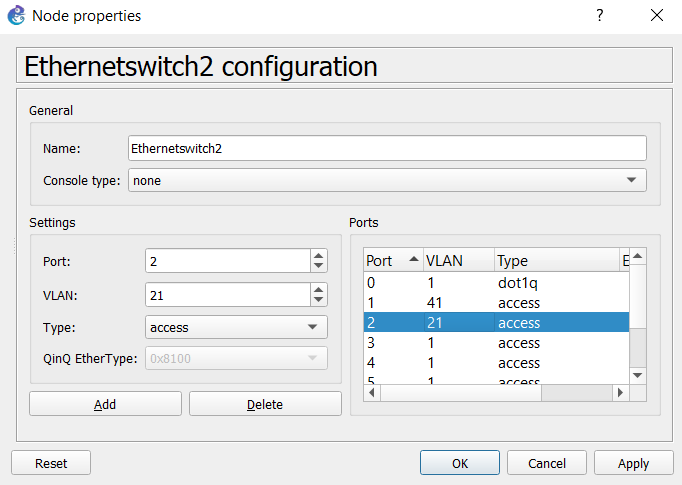 Node properties ?
Ethernetswitch2 configuration
General
Name: Ethernetswitch2
Console type: none
Settings
Port: 2
VLAN: 21
Type: access
QinQ EtherType: 0x8100
Add Delete
Ports
Port VLAN Type E
0 1 dot1q
1 41 access
2 21 access
3 1 access
4 1 access
5 1 access
Reset OK Cancel Apply